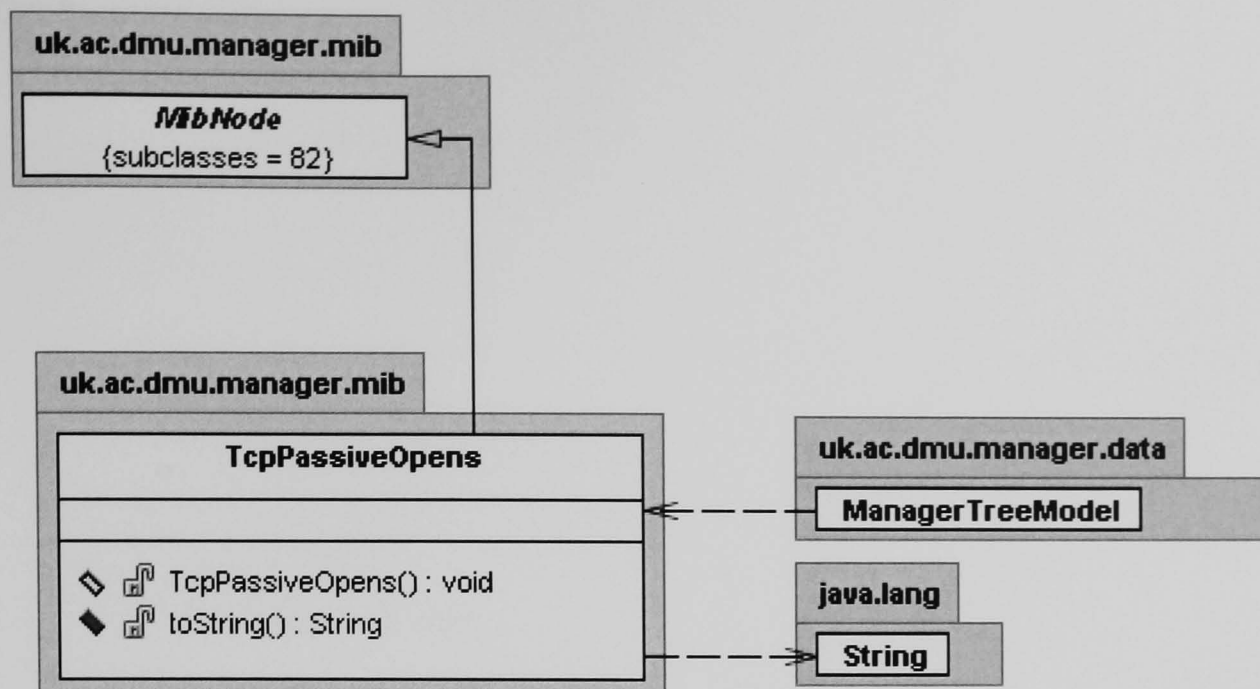 uk.ac.dmu.manager.mib
MibNode
{subclasses = 82}
uk.ac.dmu.manager.mib
TcpPassiveOpens
TcpPassiveOpens() : void
toString() : String
uk.ac.dmu.manager.data
ManagerTreeModel
java.lang
String